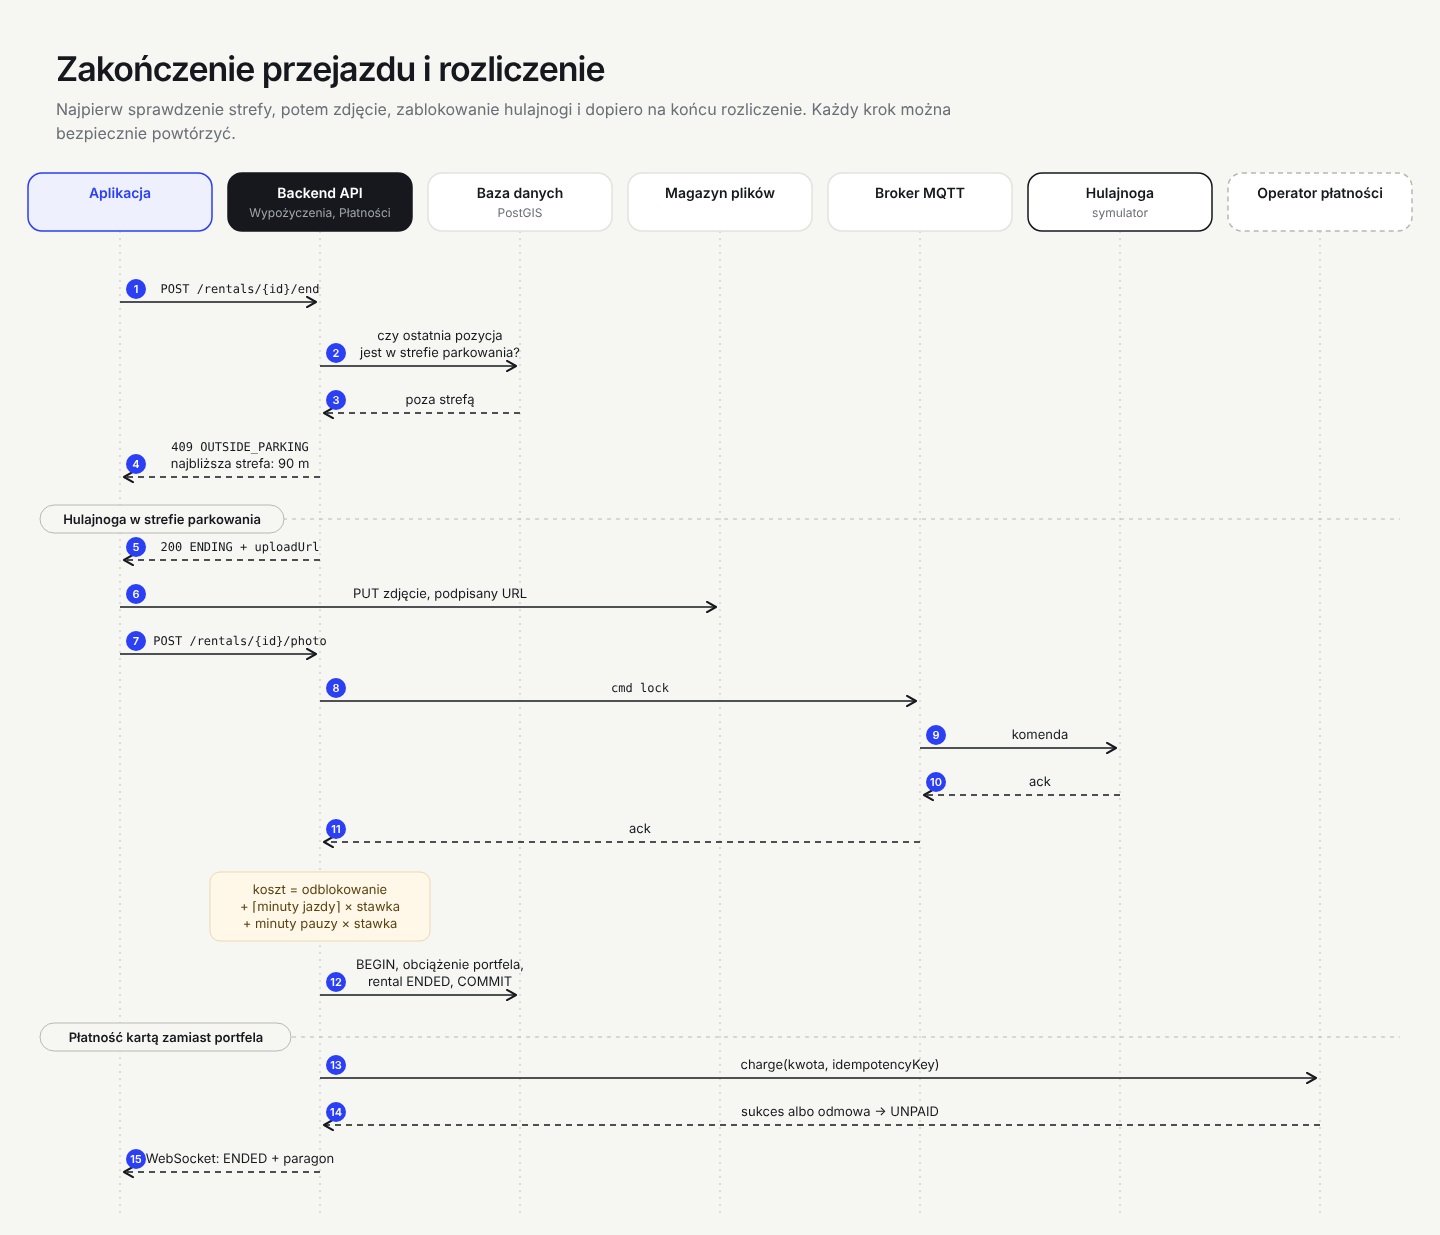 Zakończenie przejazdu i rozliczenie
Najpierw sprawdzenie strefy, potem zdjęcie, zablokowanie hulajnogi i dopiero na końcu rozliczenie. Każdy krok można
bezpiecznie powtórzyć.
Aplikacja
Backend API
Wypożyczenia, Płatności
Baza danych
PostGIS
Magazyn plików
Broker MQTT
Hulajnoga
symulator
Operator płatności
1 POST /rentals/{id}/end
czy ostatnia pozycja
2 jest w strefie parkowania?
3 poza strefą
409 OUTSIDE_PARKING
4 najbliższa strefa: 90 m
Hulajnoga w strefie parkowania
5 200 ENDING + uploadUrl
6 PUT zdjęcie, podpisany URL
7 POST /rentals/{id}/photo
8 cmd lock
9 komenda
10 ack
11 ack
koszt = odblokowanie
+ ⌈minuty jazdy⌉ × stawka
+ minuty pauzy × stawka
BEGIN, obciążenie portfela,
12 rental ENDED, COMMIT
Płatność kartą zamiast portfela
13 charge(kwota, idempotencyKey)
14 sukces albo odmowa → UNPAID
15 WebSocket: ENDED + paragon